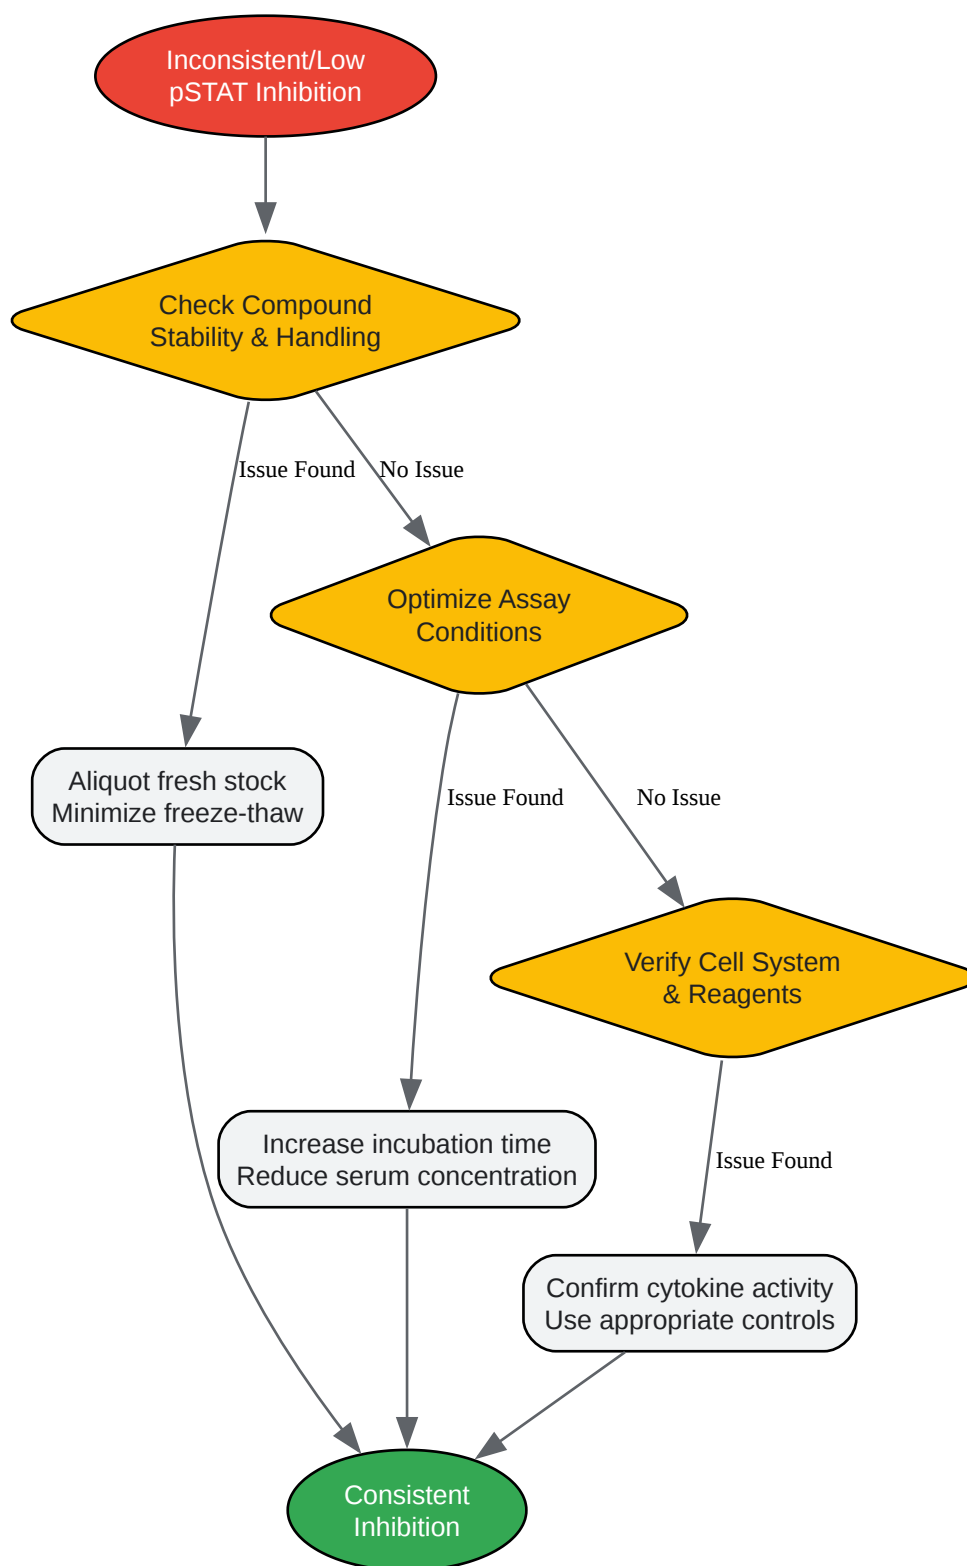 Inconsistent/Low
pSTAT Inhibition
Check Compound
Stability & Handling
Issue Found
No Issue
Optimize Assay
Conditions
Aliquot fresh stock
Minimize freeze-thaw
Issue Found
No Issue
Verify Cell System
& Reagents
Increase incubation time
Reduce serum concentration
Issue Found
Confirm cytokine activity
Use appropriate controls
Consistent
Inhibition